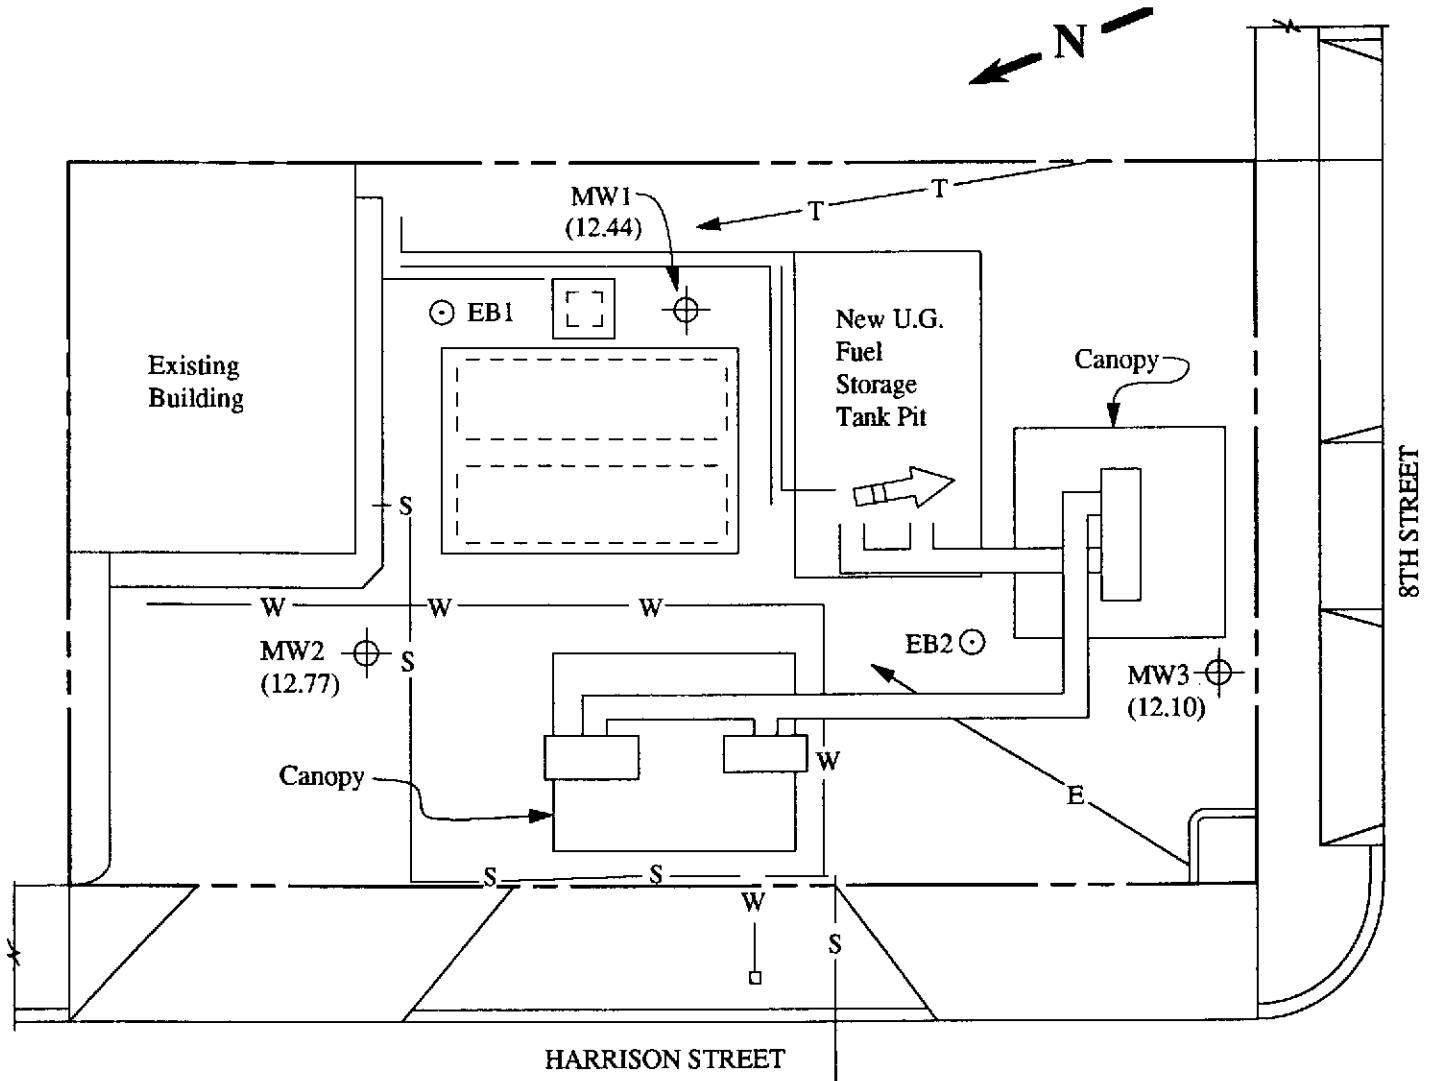 N
T
T
MW1
(12.44)
EB1
New U.G.
Fuel
Storage
Tank Pit
Existing
Building
Canopy
8TH STREET
S
W
W
W
MW2
(12.77)
S
EB2
MW3
(12.10)
W
Canopy
E
S
S
W
S
HARRISON STREET